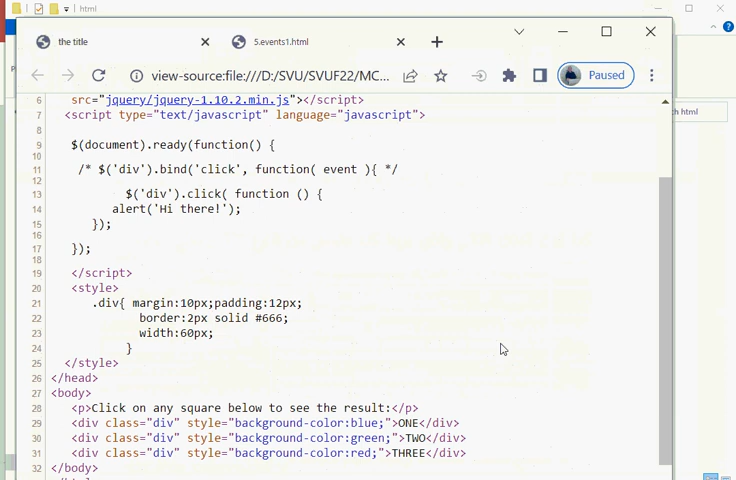 html
the title
5.events1.html
view-source:file:///D:/SVU/SVUF22/MC...
Paused
ch html
6 src="jquery/jquery-1.10.2.min.js"></script>
7 <script type="text/javascript" language="javascript">
8
9 $(document).ready(function() {
10
11 /* $('div').bind('click', function( event ){ */
12
13 $('div').click( function () {
14 alert('Hi there!');
15 });
16
17 });
18
19 </script>
20 <style>
21 .div{ margin:10px;padding:12px;
22 border:2px solid #666;
23 width:60px;
24 }
25 </style>
26 </head>
27 <body>
28 <p>Click on any square below to see the result:</p>
29 <div class="div" style="background-color:blue;">ONE</div>
30 <div class="div" style="background-color:green;">TWO</div>
31 <div class="div" style="background-color:red;">THREE</div>
32 </body>